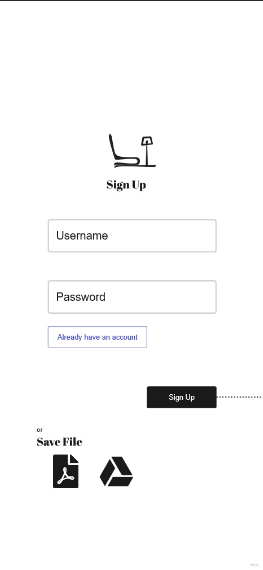 Sign Up
Username
Password
Already have an account
Sign Up
or
Save File